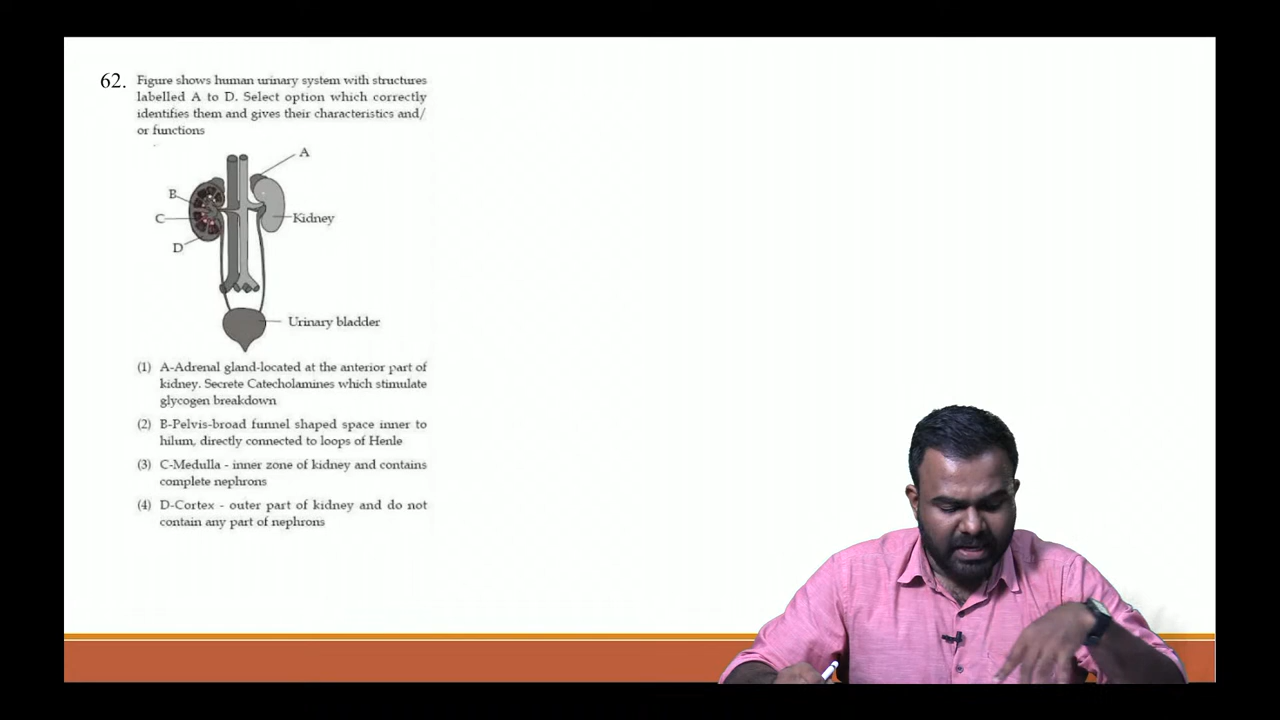 62.
Figure shows human urinary system with structures
labelled A to D. Select option which correctly
identifies them and gives their characteristics and/
or functions
A
B
C
Kidney
D
Urinary bladder
(1) A-Adrenal gland-located at the anterior part of
kidney. Secrete Catecholamines which stimulate
glycogen breakdown
(2) B-Pelvis-broad funnel shaped space inner to
hilum, directly connected to loops of Henle
(3) C-Medulla - inner zone of kidney and contains
complete nephrons
(4) D-Cortex - outer part of kidney and do not
contain any part of nephrons